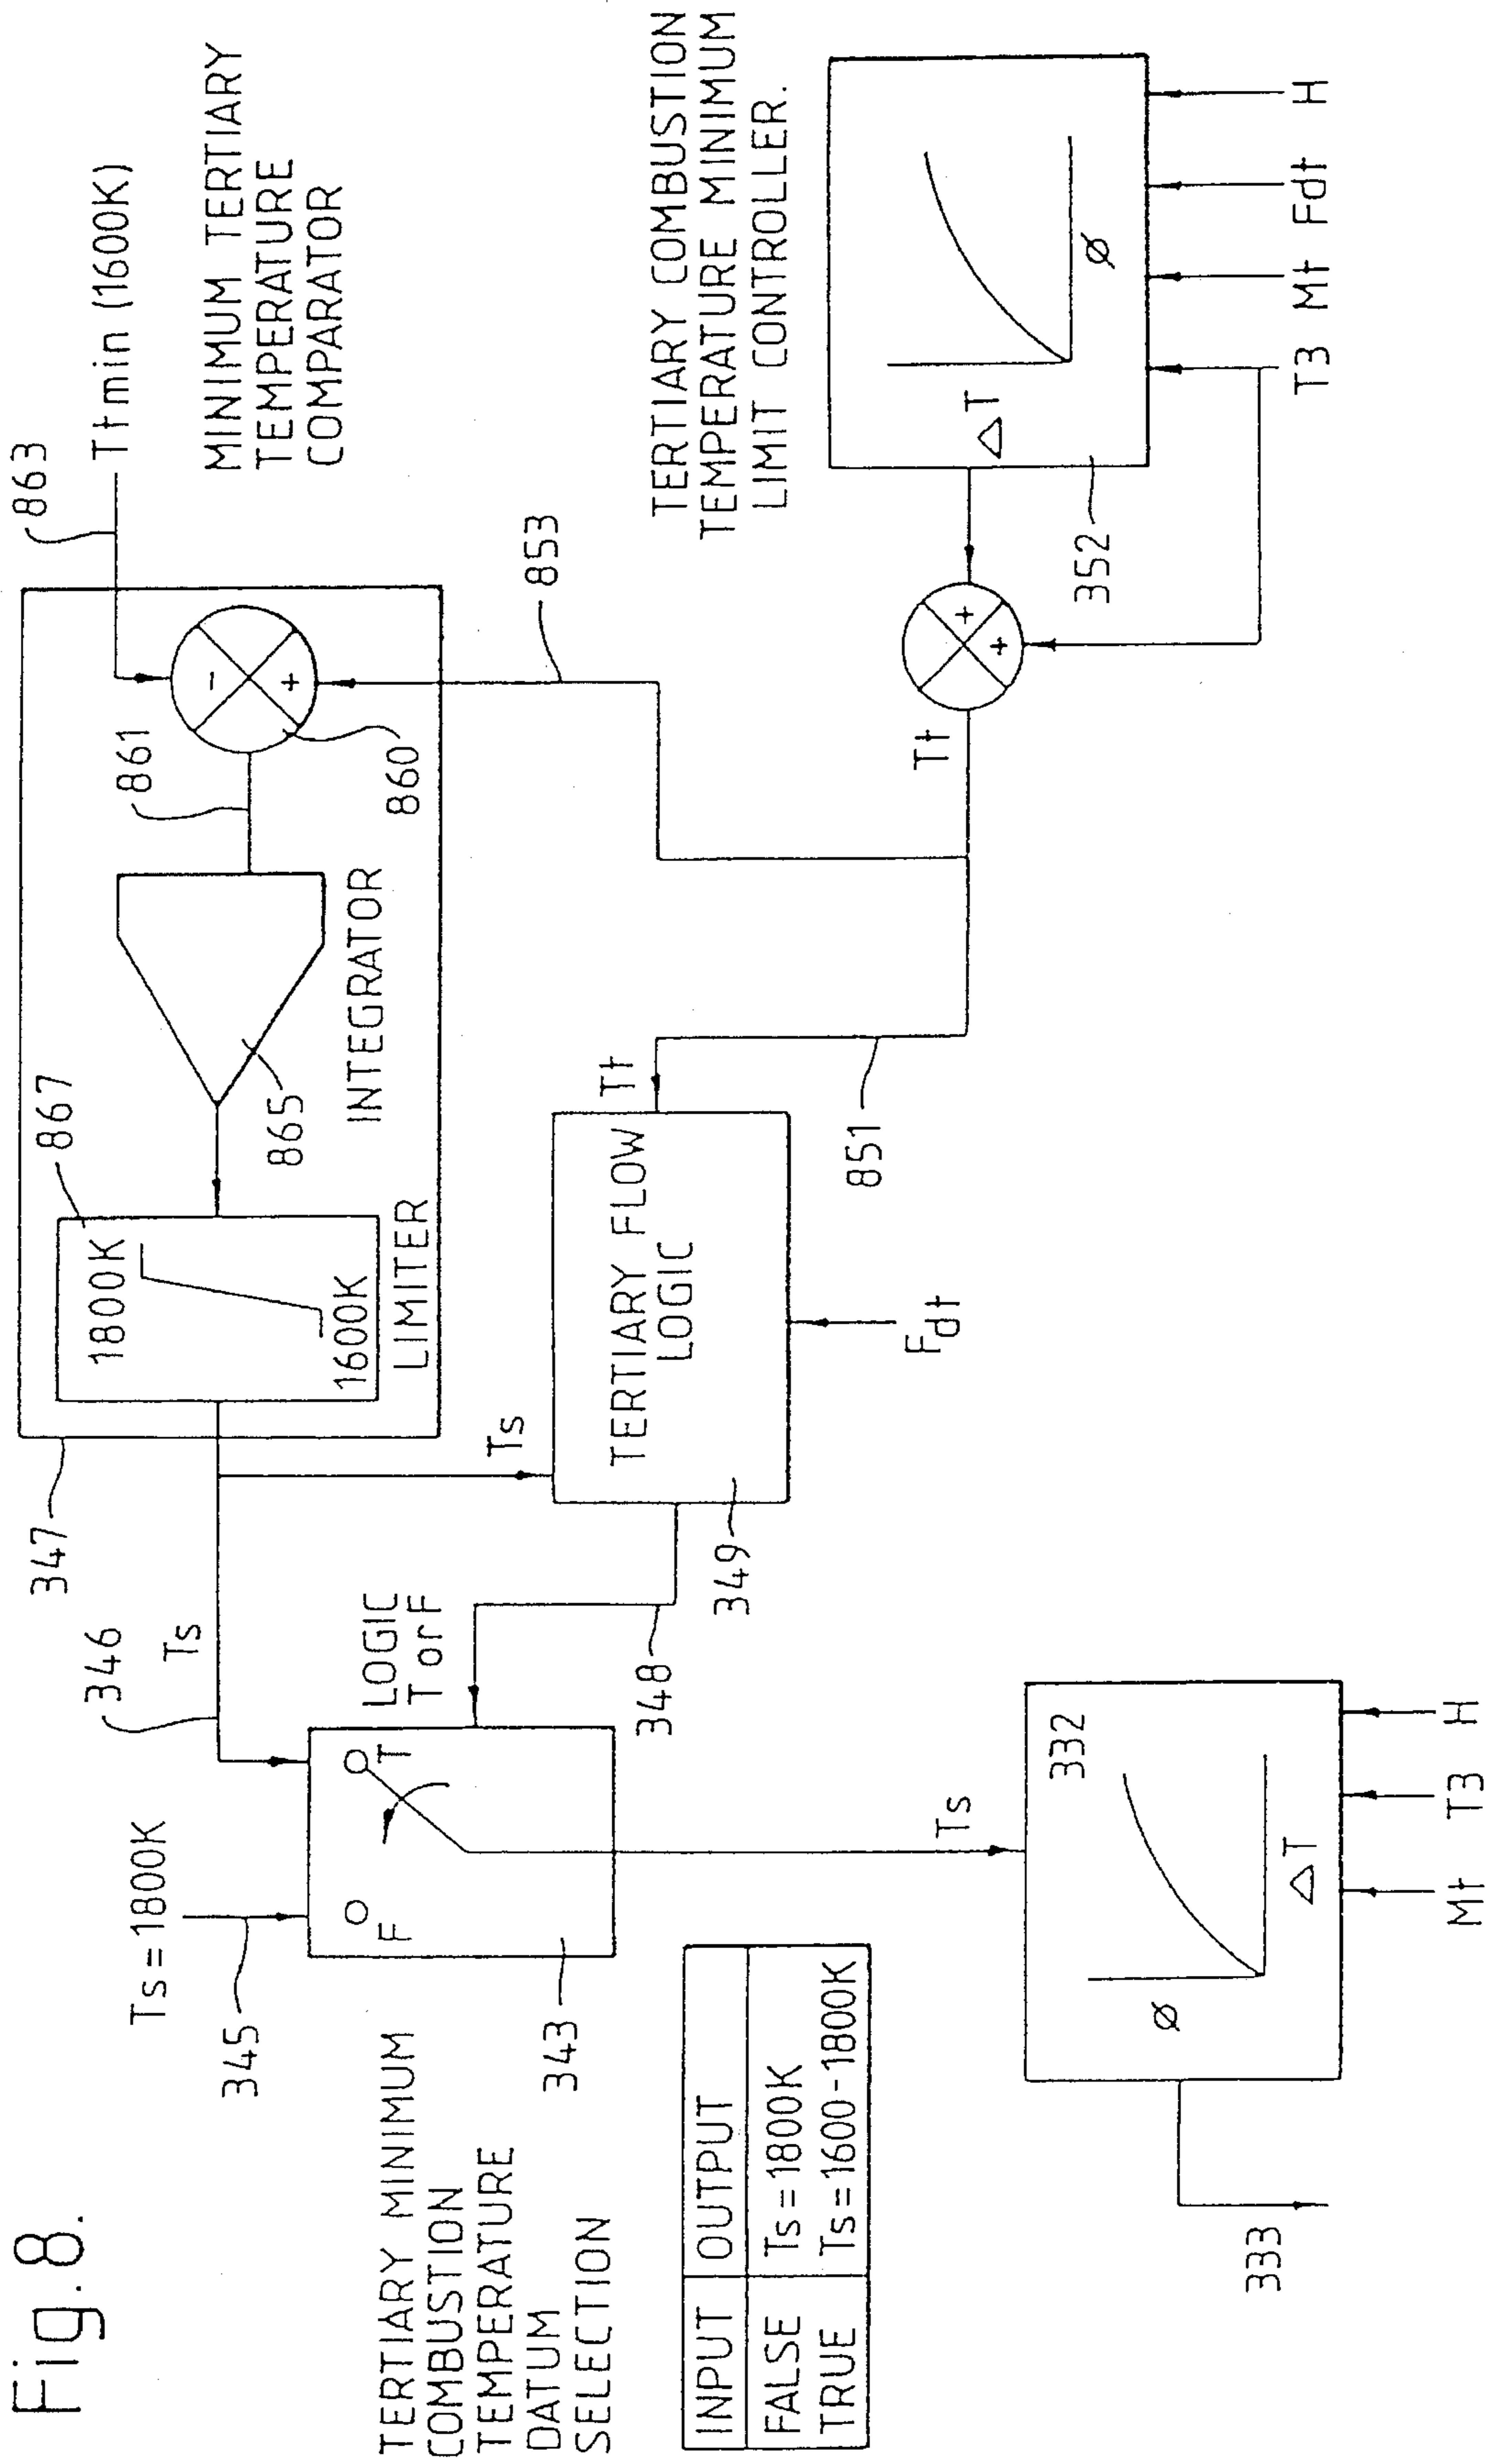 Fig.8.
TERTIARY MINIMUM
COMBUSTION
TEMPERATURE
DATUM
SELECTION
INPUT OUTPUT
FALSE Ts=1800K
TRUE Ts=1600-1800K
345
Ts=1800K
343
F
T
LOGIC
T or F
346
Ts
347
1800K
1600K
867
LIMITER
865
INTEGRATOR
861
860
-
+
863
Ttmin (1600K)
MINIMUM TERTIARY
TEMPERATURE
COMPARATOR
853
Ts
TERTIARY FLOW
LOGIC
349
348
Tt
851
Fdt
Tt
+
+
TERTIARY COMBUSTION
TEMPERATURE MINIMUM
LIMIT CONTROLLER.
352
ΔT
ø
T3 Mt Fdt H
Ts
332
ø
ΔT
333
Mt T3 H